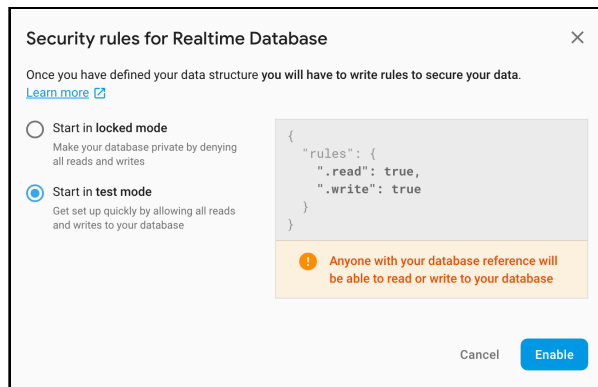 Security rules for Realtime Database
Once you have defined your data structure you will have to write rules to secure your data.
Learn more
Start in locked mode
Make your database private by denying
all reads and writes
Start in test mode
Get set up quickly by allowing all reads
and writes to your database
{
"rules": {
".read": true,
".write": true
}
}
Anyone with your database reference will
be able to read or write to your database
Cancel
Enable